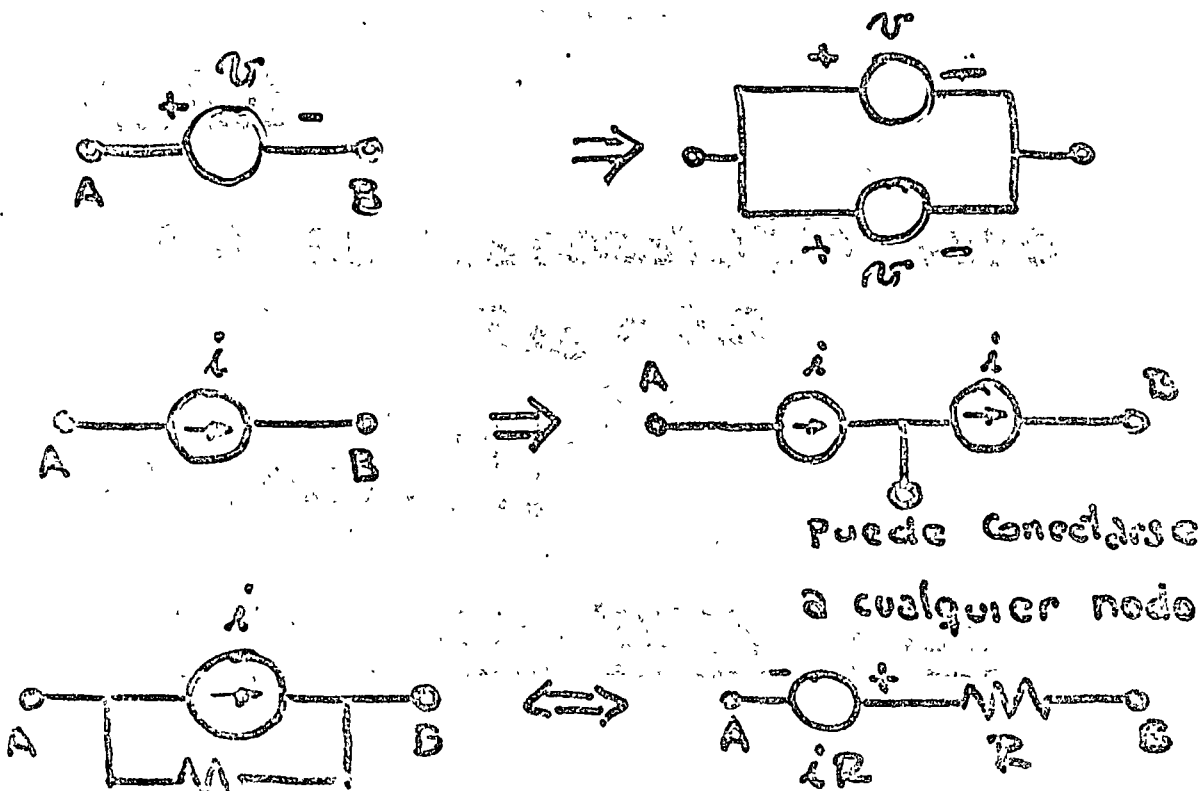 v
+ -
A B
v
+ -
+ -
v
i
A B
A i i B
Puede Conectarse
a cualquier nodo
i
A B
- +
A iR R B